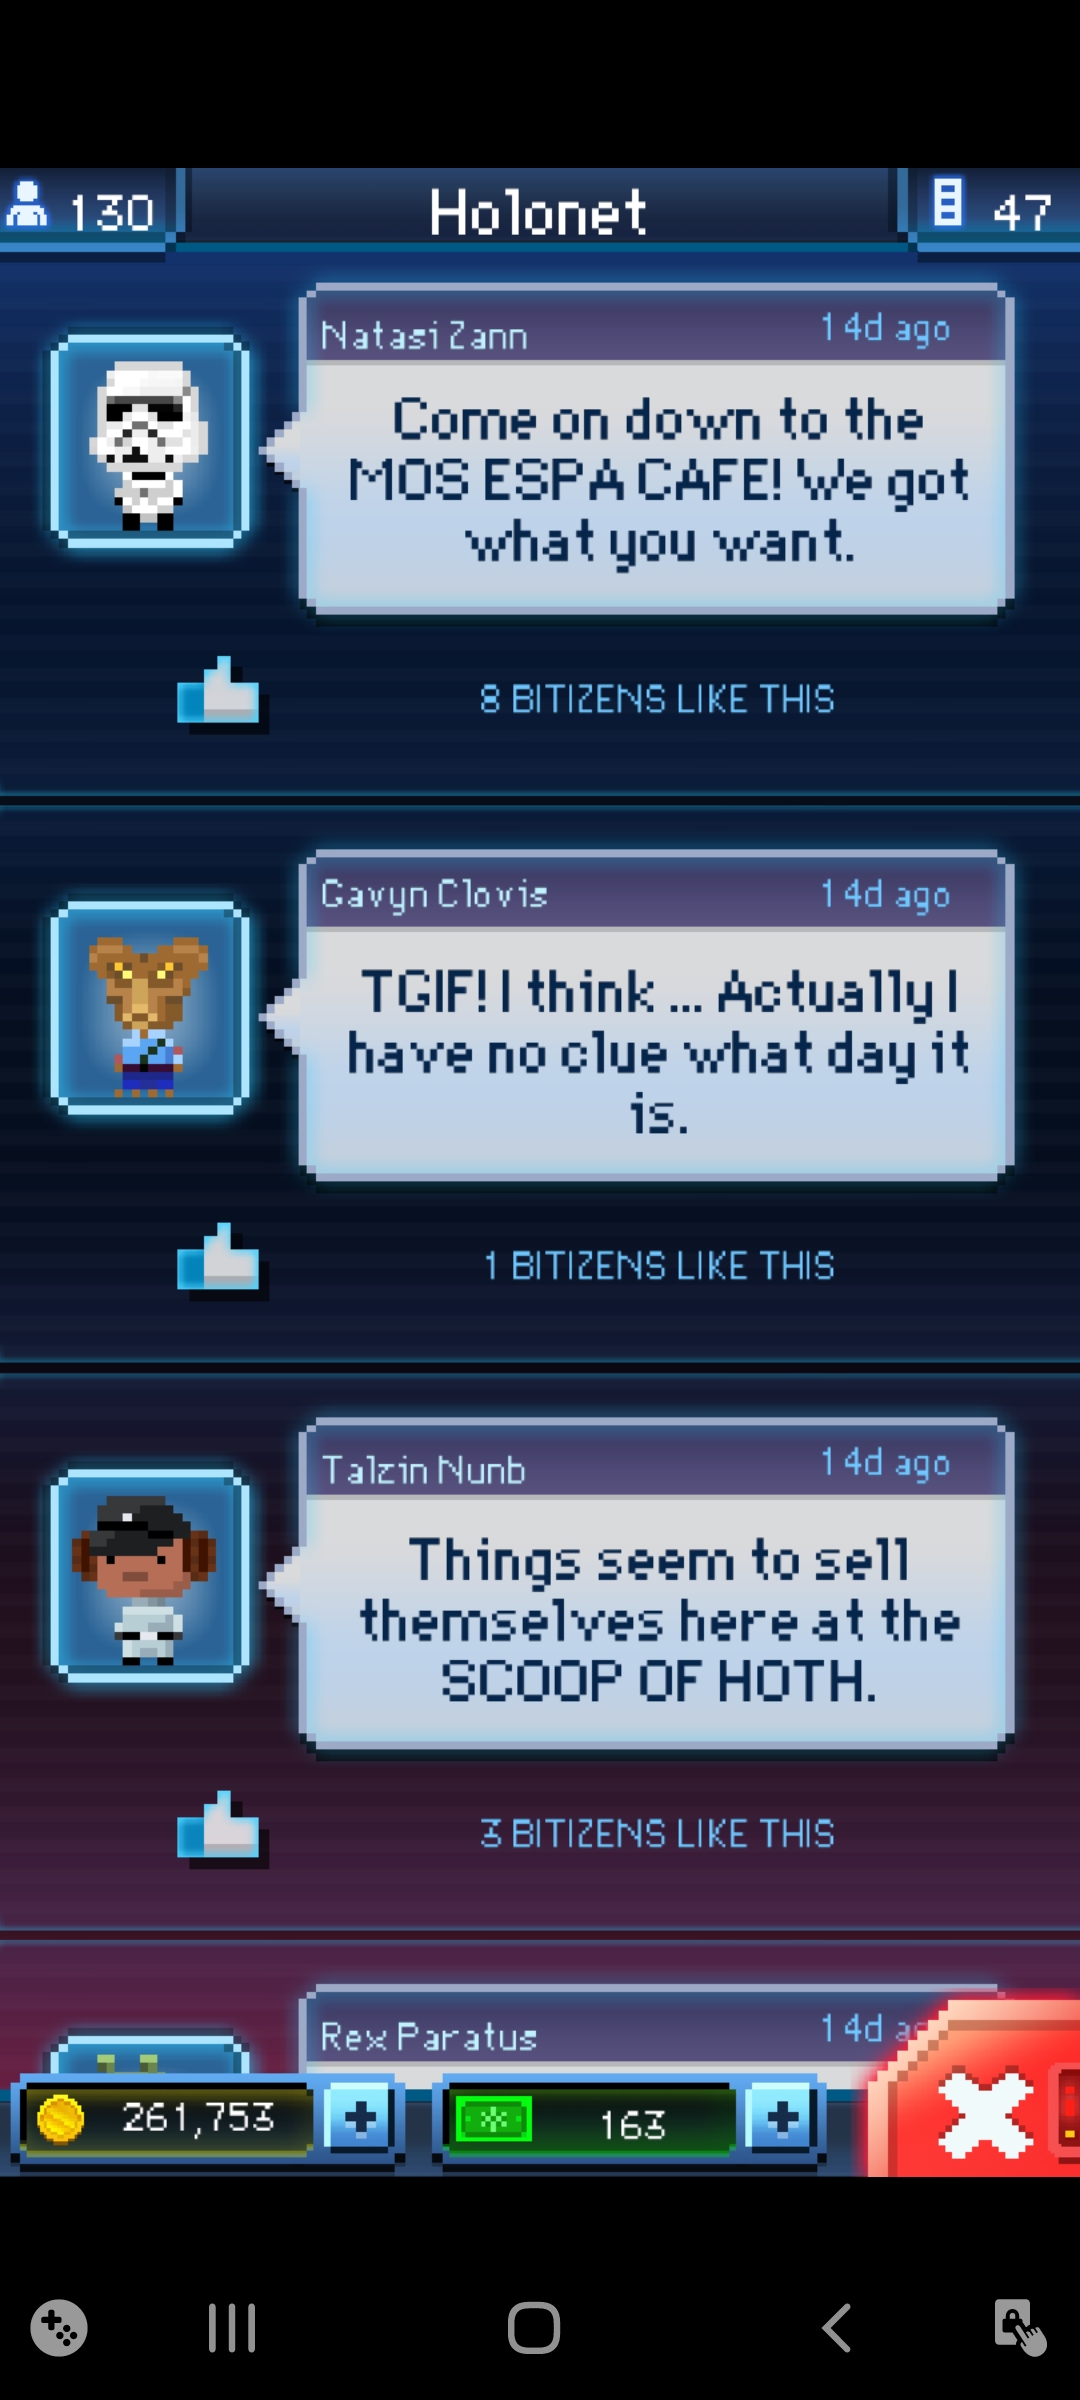 130
Holonet
47
Natasi Zann
14d ago
Come on down to the
MOS ESPA CAFE! We got
what you want.
8 BITIZENS LIKE THIS
Gavyn Clovis
14d ago
TGIF! I think ... Actually I
have no clue what day it
is.
1 BITIZENS LIKE THIS
Talzin Nunb
14d ago
Things seem to sell
themselves here at the
SCOOP OF HOTH.
3 BITIZENS LIKE THIS
Rex Paratus
14d
261,753
163